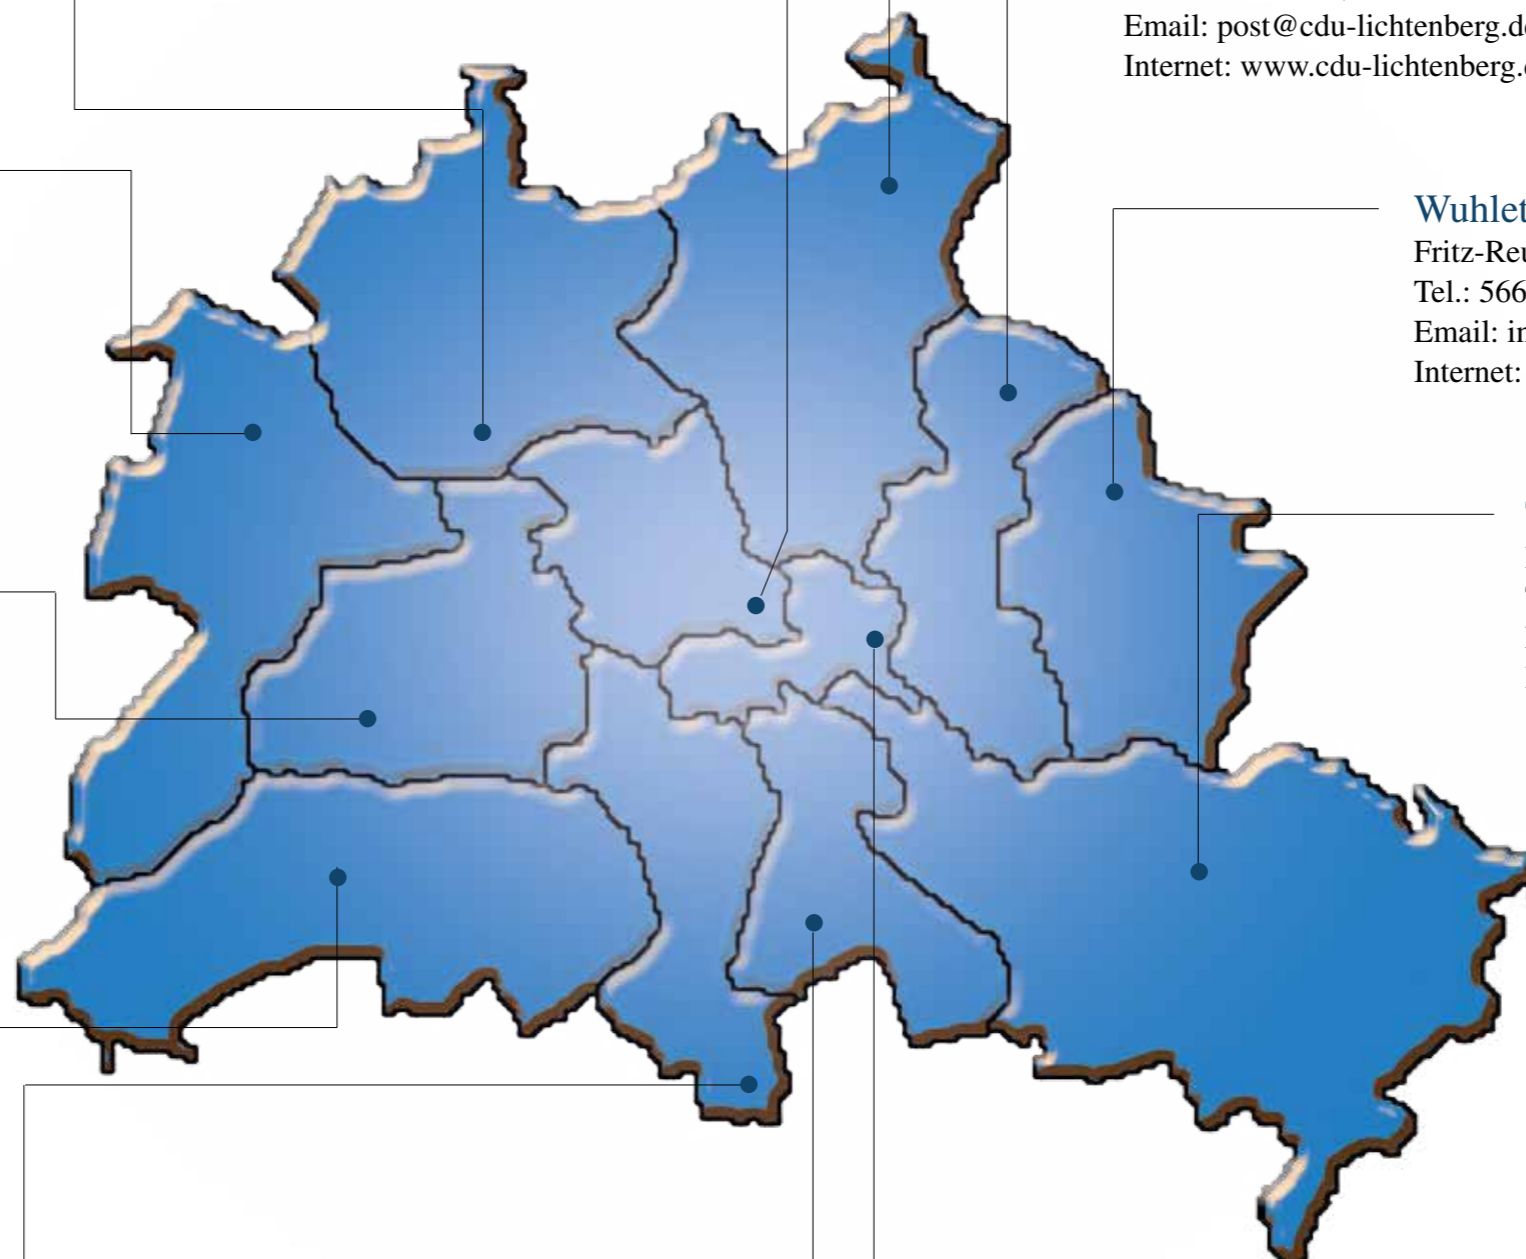 Email: post@cdu-lichtenberg.de
Internet: www.cdu-lichtenberg.
Wuhlet
Fritz-Reu
Tel.: 566
Email: in
Internet: